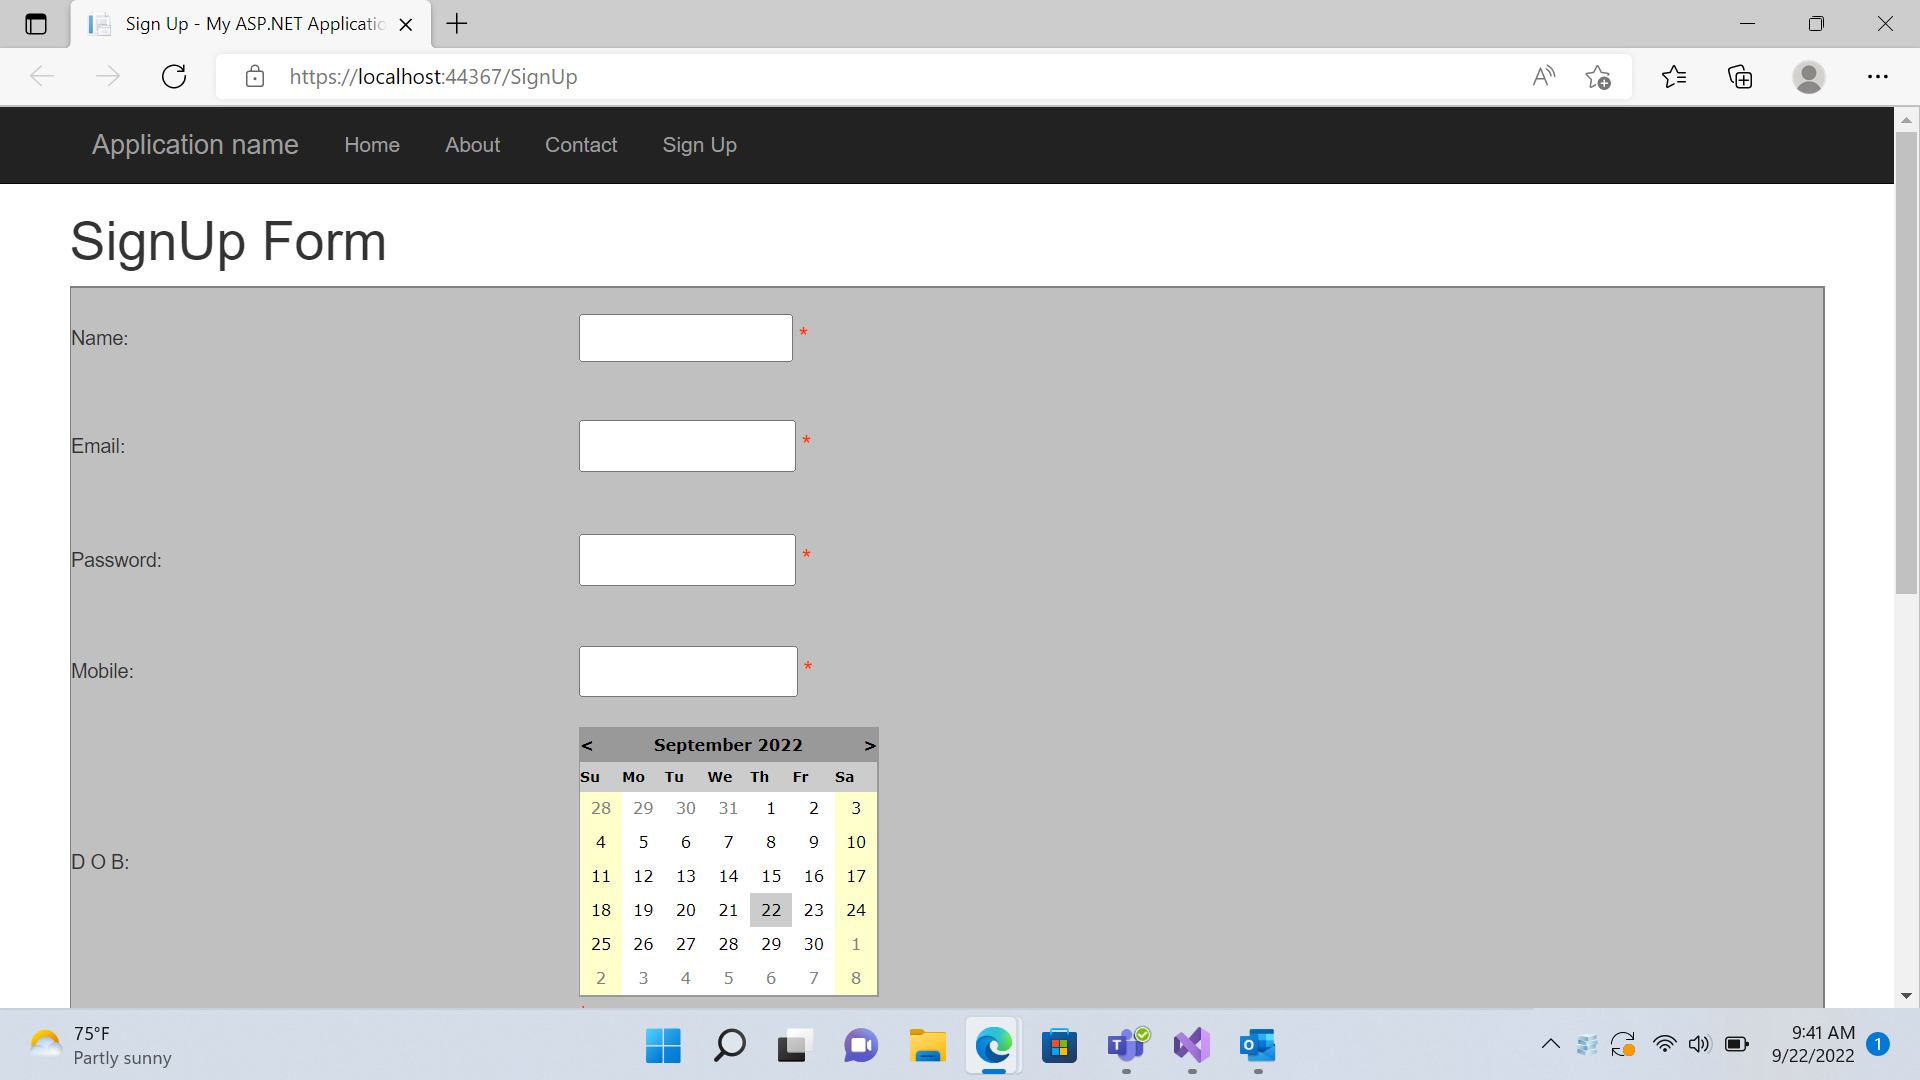 Sign Up - My ASP.NET Applicatio
https://localhost:44367/SignUp
Application name Home About Contact Sign Up
SignUp Form
Name: *
Email: *
Password: *
Mobile: *
D O B:
< September 2022 >
Su Mo Tu We Th Fr Sa
28 29 30 31 1 2 3
4 5 6 7 8 9 10
11 12 13 14 15 16 17
18 19 20 21 22 23 24
25 26 27 28 29 30 1
2 3 4 5 6 7 8
75°F
Partly sunny
9:41 AM
9/22/2022
1